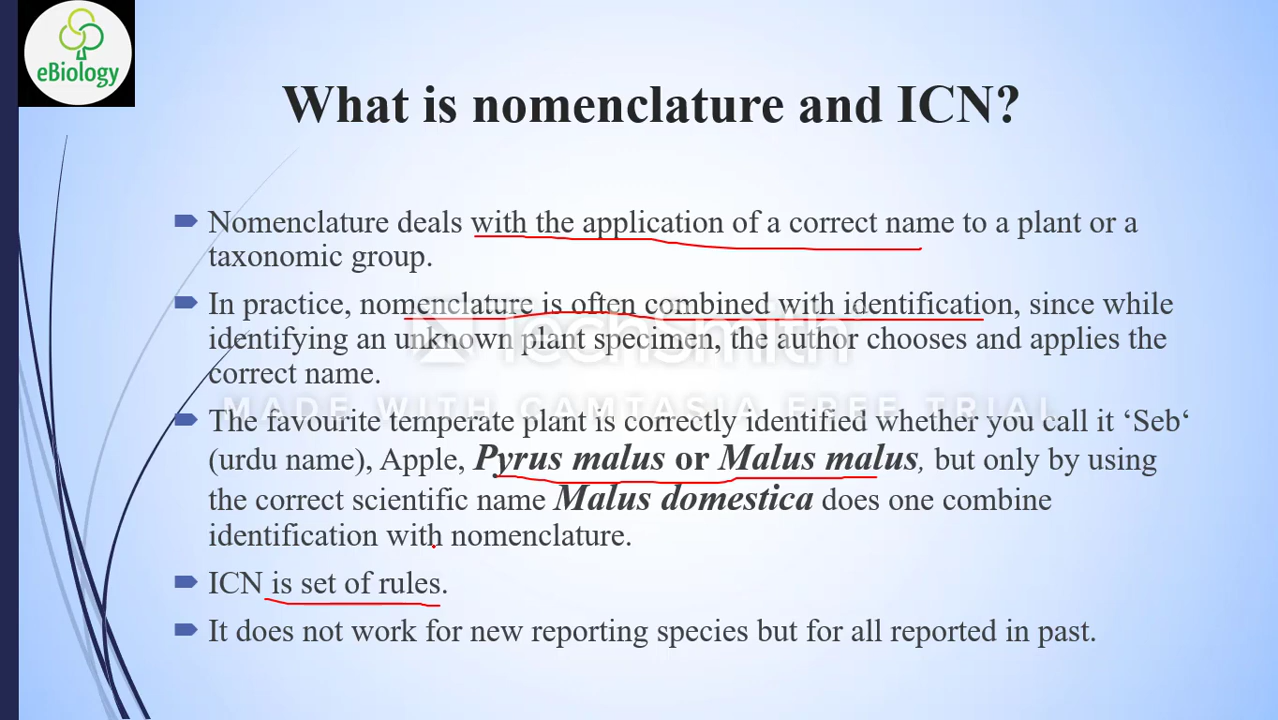 eBiology
What is nomenclature and ICN?
Nomenclature deals with the application of a correct name to a plant or a
taxonomic group.
In practice, nomenclature is often combined with identification, since while
identifying an unknown plant specimen, the author chooses and applies the
correct name.
The favourite temperate plant is correctly identified whether you call it ‘Seb‘
(urdu name), Apple, Pyrus malus or Malus malus, but only by using
the correct scientific name Malus domestica does one combine
identification with nomenclature.
ICN is set of rules.
It does not work for new reporting species but for all reported in past.
TechSmith
MADE WITH CAMTASIA FREE TRIAL